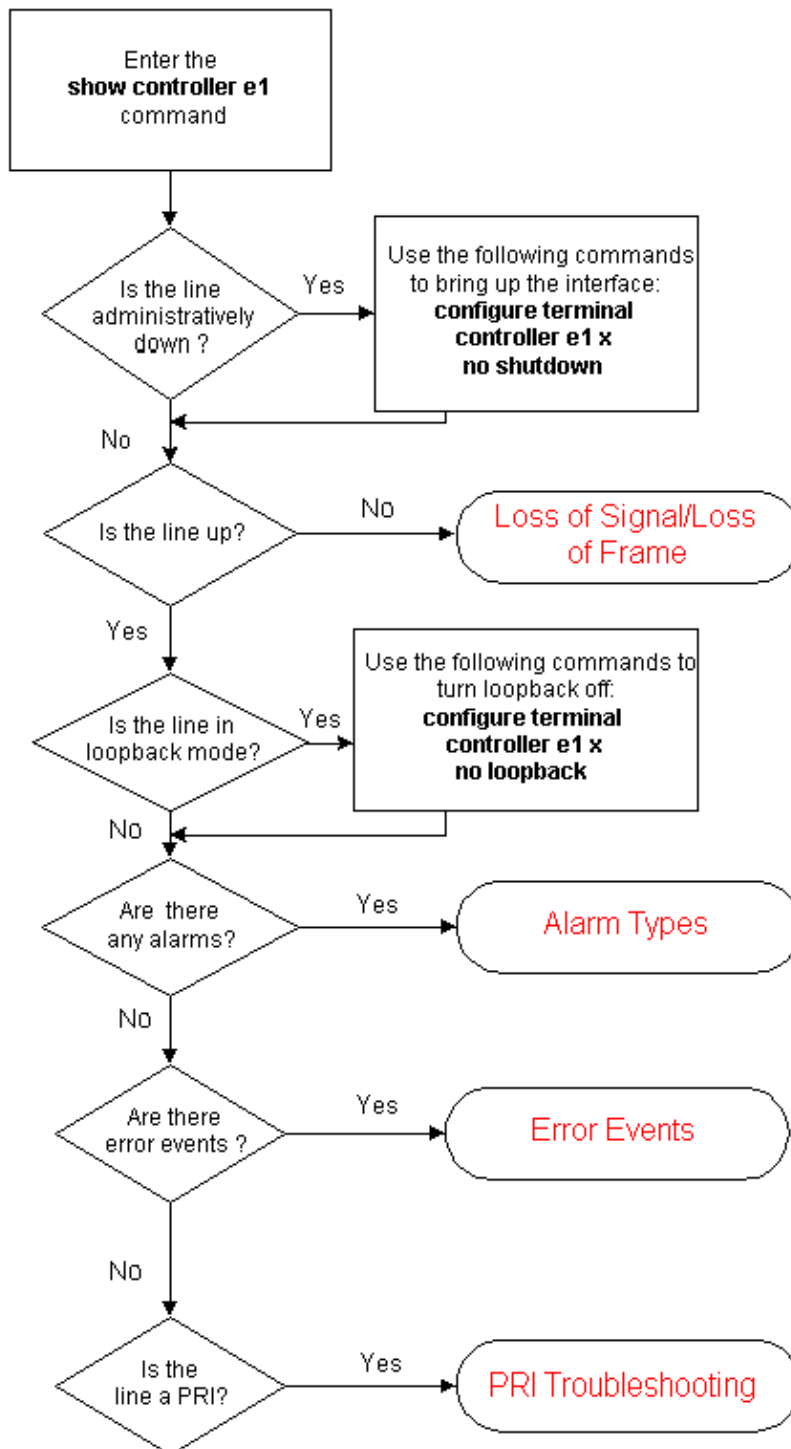 Enter the
show controller e1
command
Is the line
administratively
down ?
Yes
Use the following commands
to bring up the interface:
configure terminal
controller e1 x
no shutdown
No
Is the line up?
No
Loss of Signal/Loss
of Frame
Yes
Is the line in
loopback mode?
Yes
Use the following commands to
turn loopback off:
configure terminal
controller e1 x
no loopback
No
Are there
any alarms?
Yes
Alarm Types
No
Are there
error events ?
Yes
Error Events
No
Is the
line a PRI?
Yes
PRI Troubleshooting